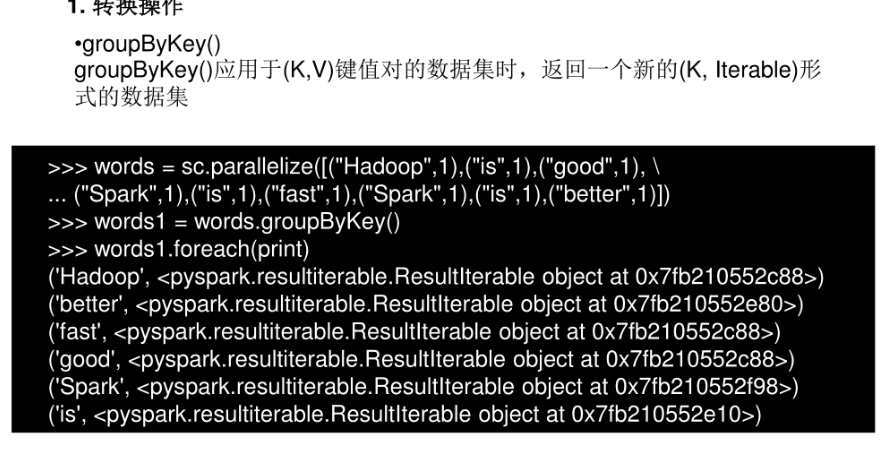 1. 转换操作
•groupByKey()
groupByKey()应用于(K,V)键值对的数据集时，返回一个新的(K, Iterable)形
式的数据集
>>> words = sc.parallelize([("Hadoop",1),("is",1),("good",1), \
... ("Spark",1),("is",1),("fast",1),("Spark",1),("is",1),("better",1)])
>>> words1 = words.groupByKey()
>>> words1.foreach(print)
('Hadoop', <pyspark.resultiterable.ResultIterable object at 0x7fb210552c88>)
('better', <pyspark.resultiterable.ResultIterable object at 0x7fb210552e80>)
('fast', <pyspark.resultiterable.ResultIterable object at 0x7fb210552c88>)
('good', <pyspark.resultiterable.ResultIterable object at 0x7fb210552c88>)
('Spark', <pyspark.resultiterable.ResultIterable object at 0x7fb210552f98>)
('is', <pyspark.resultiterable.ResultIterable object at 0x7fb210552e10>)